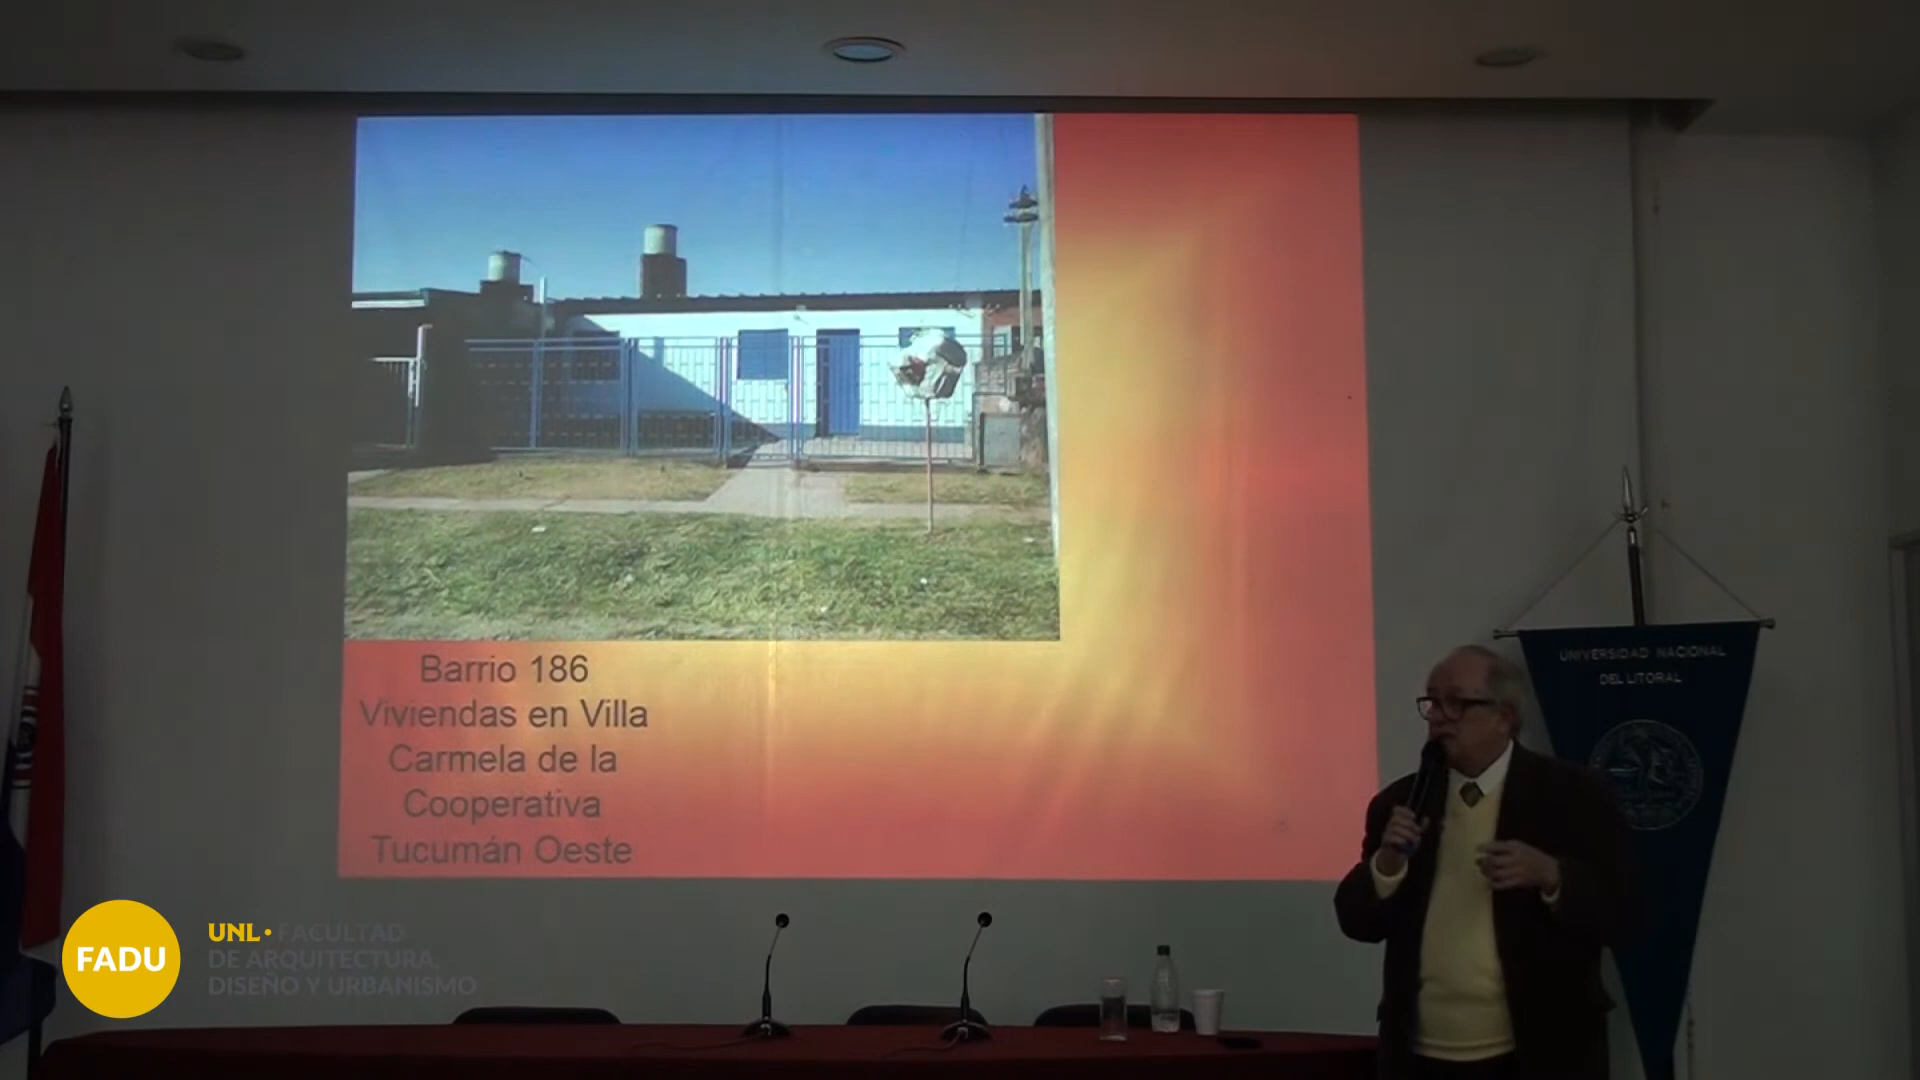 Barrio 186
Viviendas en Villa
Carmela de la
Cooperativa
Tucumán Oeste
UNIVERSIDAD NACIONAL
DEL LITORAL
FADU
UNL• FACULTAD
DE ARQUITECTURA,
DISEÑO Y URBANISMO